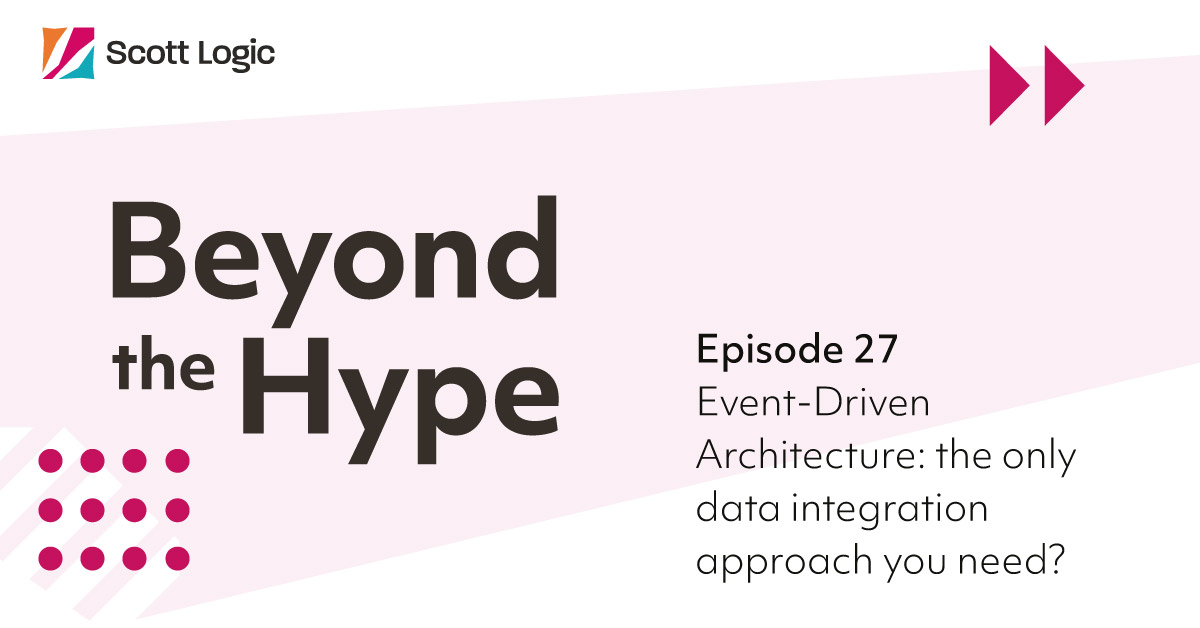 Scott Logic
Beyond
the Hype
Episode 27
Event-Driven
Architecture: the only
data integration
approach you need?